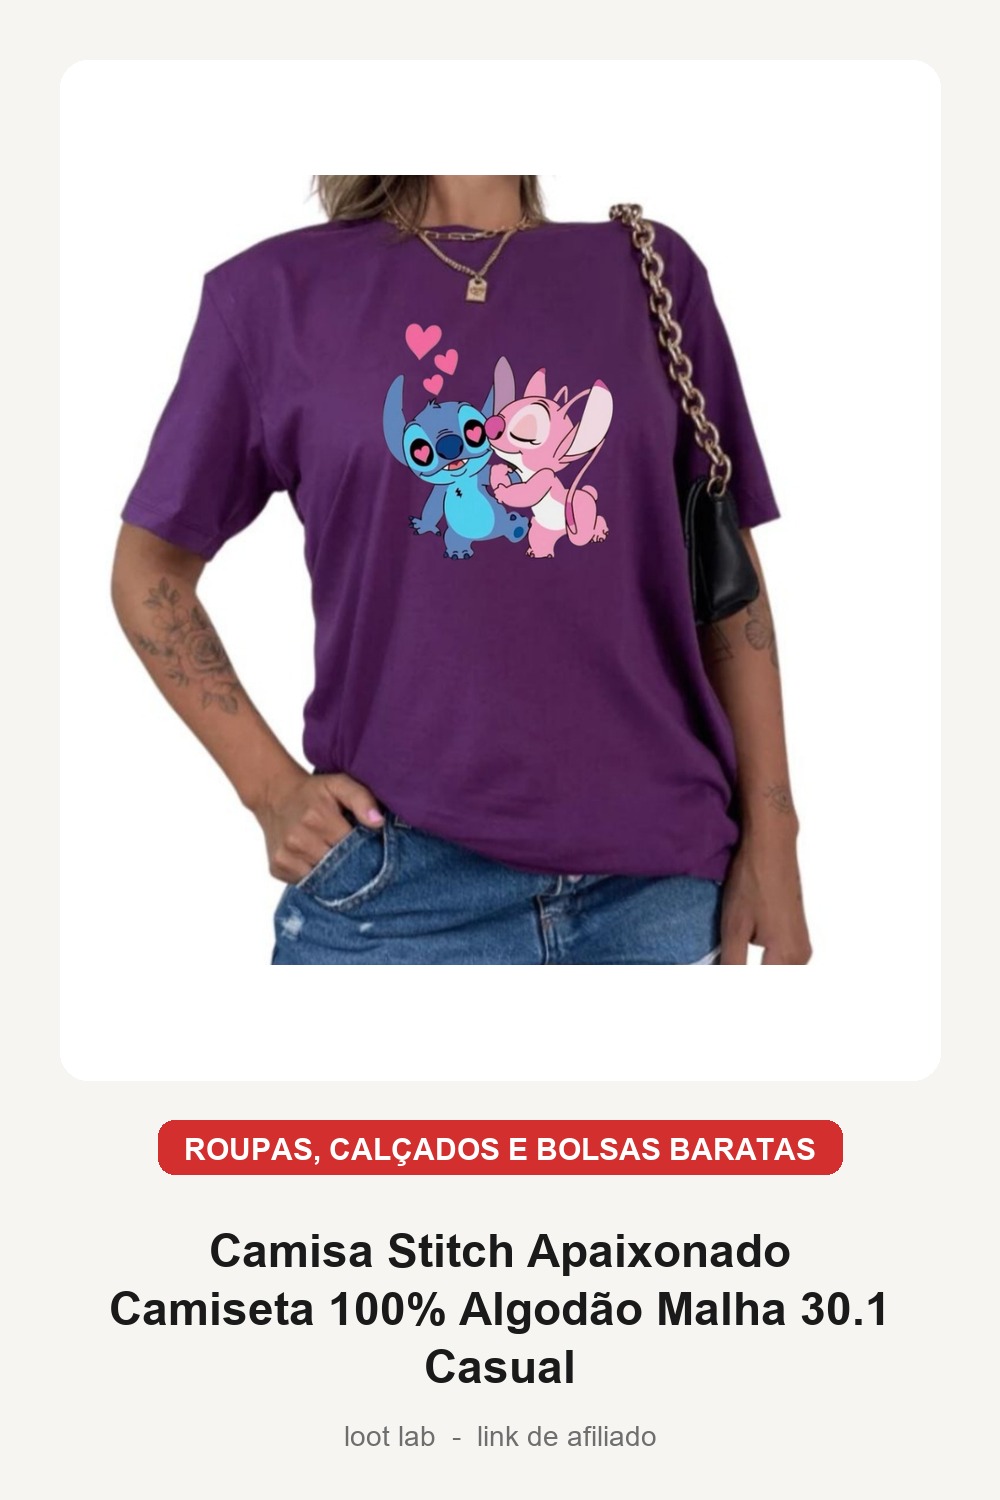 ROUPAS, CALÇADOS E BOLSAS BARATAS
Camisa Stitch Apaixonado
Camiseta 100% Algodão Malha 30.1
Casual
loot lab - link de afiliado